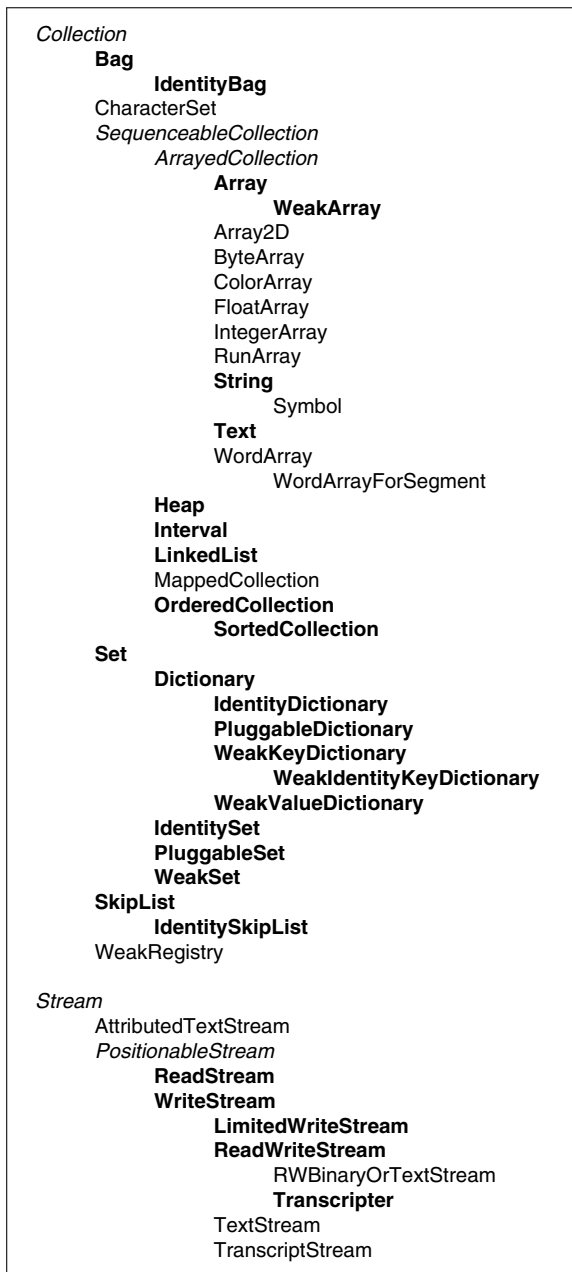 Collection
Bag
IdentityBag
CharacterSet
SequenceableCollection
ArrayedCollection
Array
WeakArray
Array2D
ByteArray
ColorArray
FloatArray
IntegerArray
RunArray
String
Symbol
Text
WordArray
WordArrayForSegment
Heap
Interval
LinkedList
MappedCollection
OrderedCollection
SortedCollection
Set
Dictionary
IdentityDictionary
PluggableDictionary
WeakKeyDictionary
WeakIdentityKeyDictionary
WeakValueDictionary
IdentitySet
PluggableSet
WeakSet
SkipList
IdentitySkipList
WeakRegistry
Stream
AttributedTextStream
PositionableStream
ReadStream
WriteStream
LimitedWriteStream
ReadWriteStream
RWBinaryOrTextStream
Transcripter
TextStream
TranscriptStream